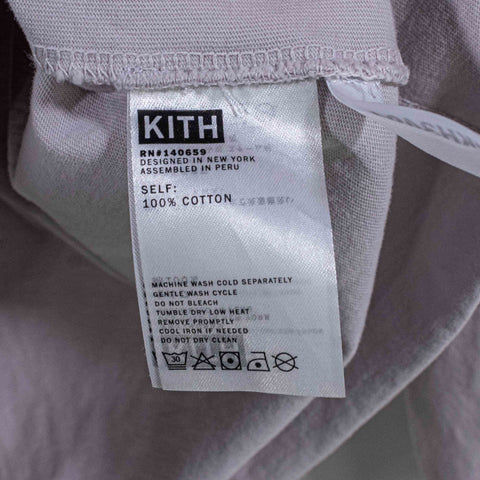 KITH
RN#140659
DESIGNED IN NEW YORK
ASSEMBLED IN PERU
SELF:
100% COTTON
MACHINE WASH COLD SEPARATELY
GENTLE WASH CYCLE
DO NOT BLEACH
TUMBLE DRY LOW HEAT
REMOVE PROMPTLY
COOL IRON IF NEEDED
DO NOT DRY CLEAN
30